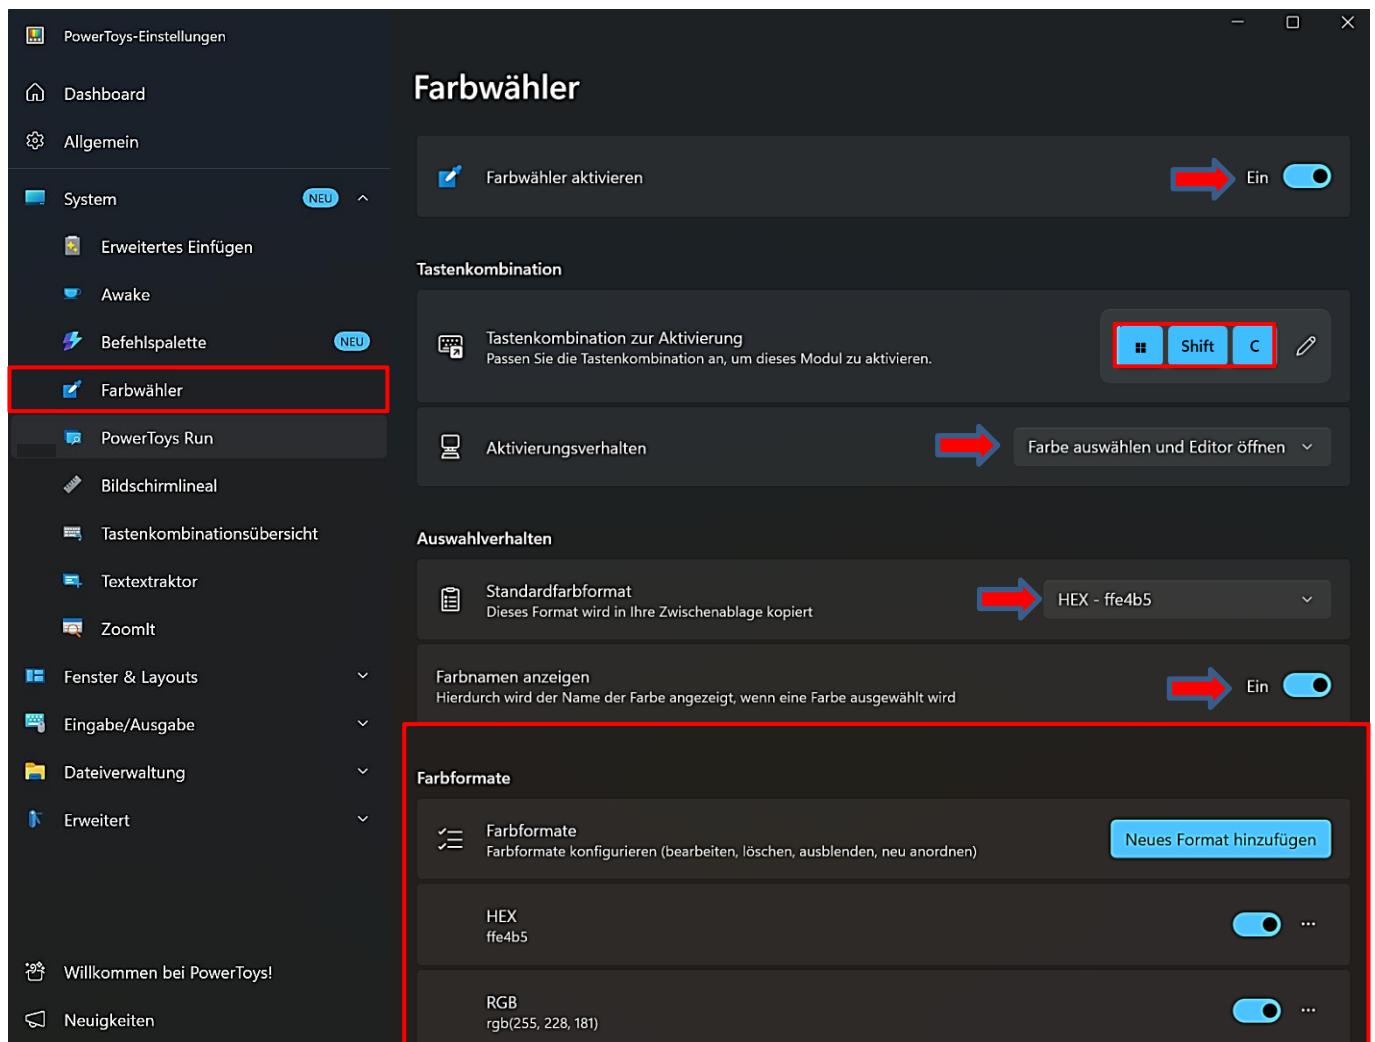 PowerToys-Einstellungen
Dashboard
Allgemein
System NEU
Erweitertes Einfügen
Awake
Befehlspalette NEU
Farbwähler
PowerToys Run
Bildschirmlineal
Tastenkombinationsübersicht
Textextraktor
ZoomIt
Fenster & Layouts
Eingabe/Ausgabe
Dateiverwaltung
Erweitert
Willkommen bei PowerToys!
Neuigkeiten
Farbwähler
Farbwähler aktivieren Ein
Tastenkombination
Tastenkombination zur Aktivierung
Passen Sie die Tastenkombination an, um dieses Modul zu aktivieren.
Shift C
Aktivierungsverhalten Farbe auswählen und Editor öffnen
Auswahlverhalten
Standardfarbformat
Dieses Format wird in Ihre Zwischenablage kopiert
HEX - ffe4b5
Farbnamen anzeigen
Hierdurch wird der Name der Farbe angezeigt, wenn eine Farbe ausgewählt wird
Ein
Farbformate
Farbformate
Farbformate konfigurieren (bearbeiten, löschen, ausblenden, neu anordnen)
Neues Format hinzufügen
HEX
ffe4b5
RGB
rgb(255, 228, 181)